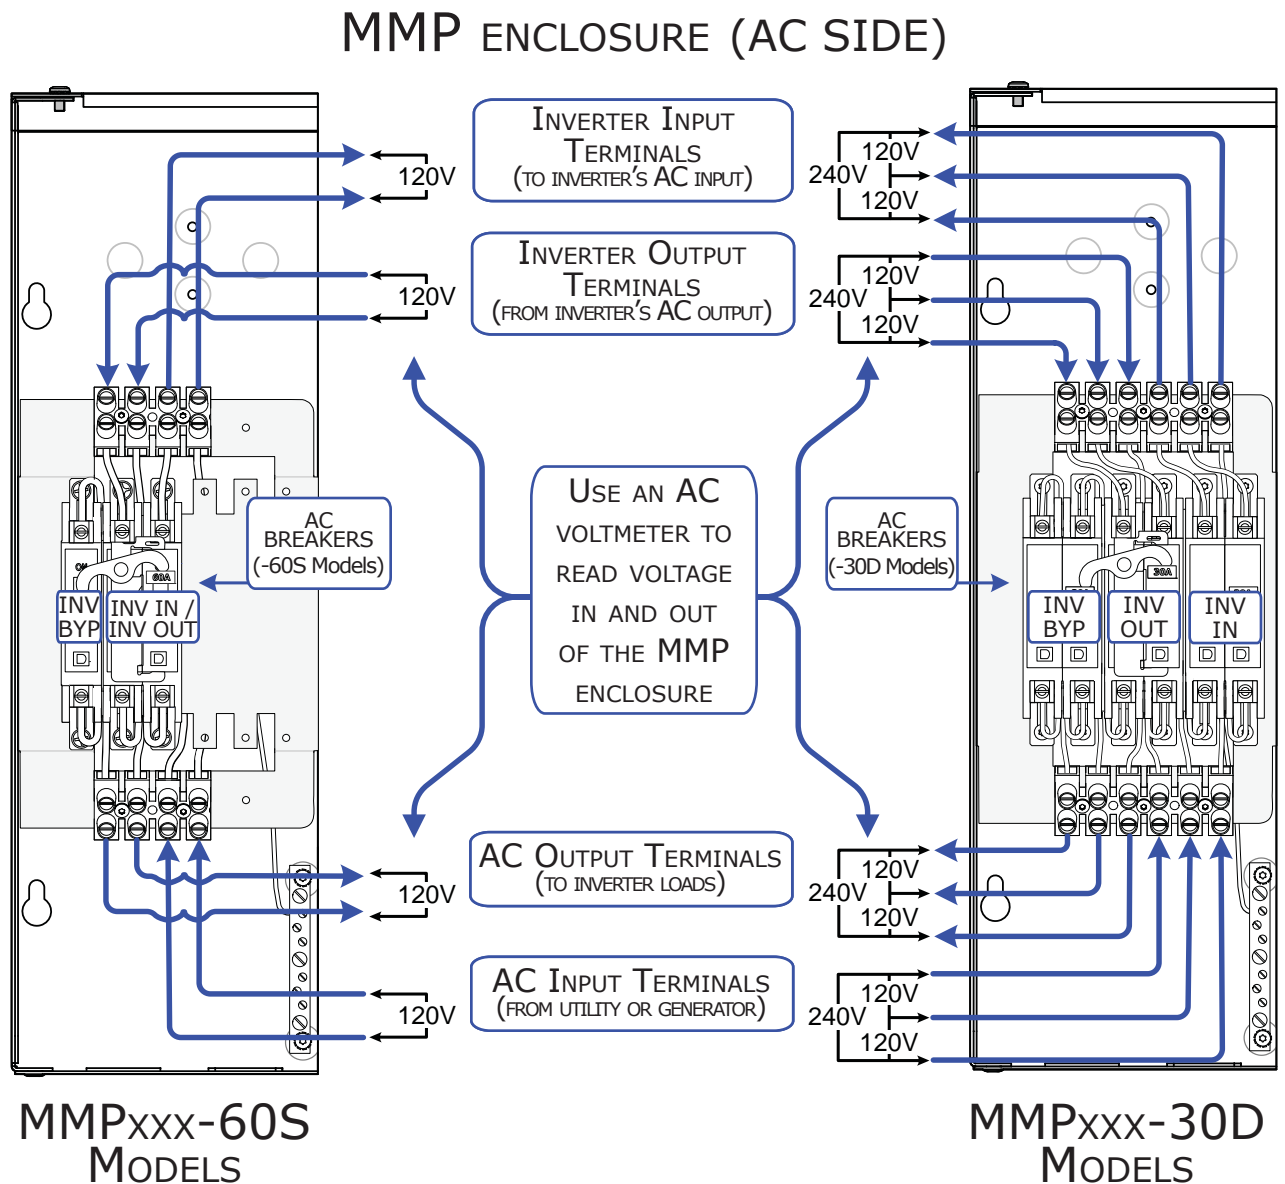 MMP ENCLOSURE (AC SIDE)
INVERTER INPUT
TERMINALS
(TO INVERTER'S AC INPUT)
120V
120V
240V
120V
INVERTER OUTPUT
TERMINALS
(FROM INVERTER'S AC OUTPUT)
120V
120V
240V
120V
USE AN AC
VOLTMETER TO
READ VOLTAGE
IN AND OUT
OF THE MMP
ENCLOSURE
AC
BREAKERS
(-60S Models)
AC
BREAKERS
(-30D Models)
ON
60A
INV
BYP
INV IN /
INV OUT
D
D
30A
INV
BYP
INV
OUT
INV
IN
D
D
D
D
D
AC OUTPUT TERMINALS
(TO INVERTER LOADS)
120V
120V
240V
120V
AC INPUT TERMINALS
(FROM UTILITY OR GENERATOR)
120V
120V
240V
120V
MMPXXX-60S
MODELS
MMPXXX-30D
MODELS